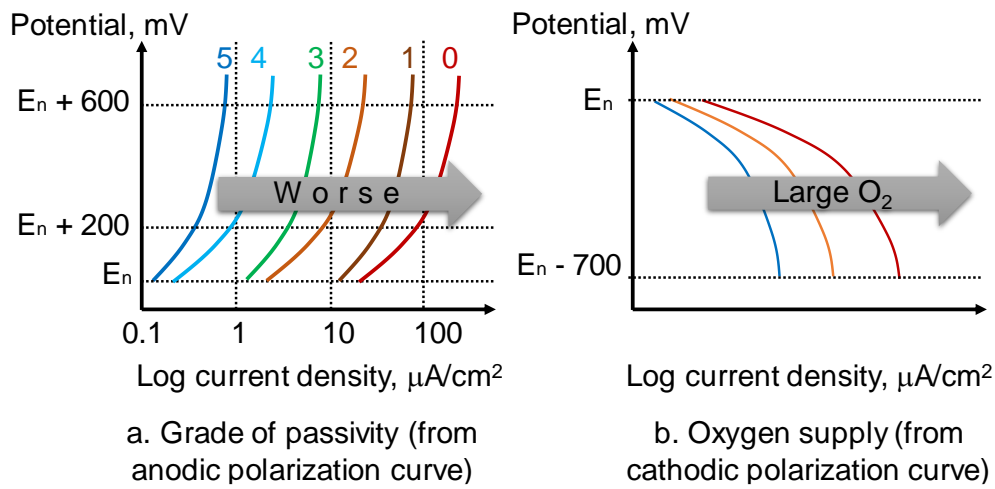 Potential, mV
5 4 3 2 1 0
Eₙ + 600
Worse
Eₙ + 200
Eₙ
0.1 1 10 100
Log current density, μA/cm²
a. Grade of passivity (from
anodic polarization curve)
Potential, mV
Eₙ
Large O₂
Eₙ - 700
Log current density, μA/cm²
b. Oxygen supply (from
cathodic polarization curve)